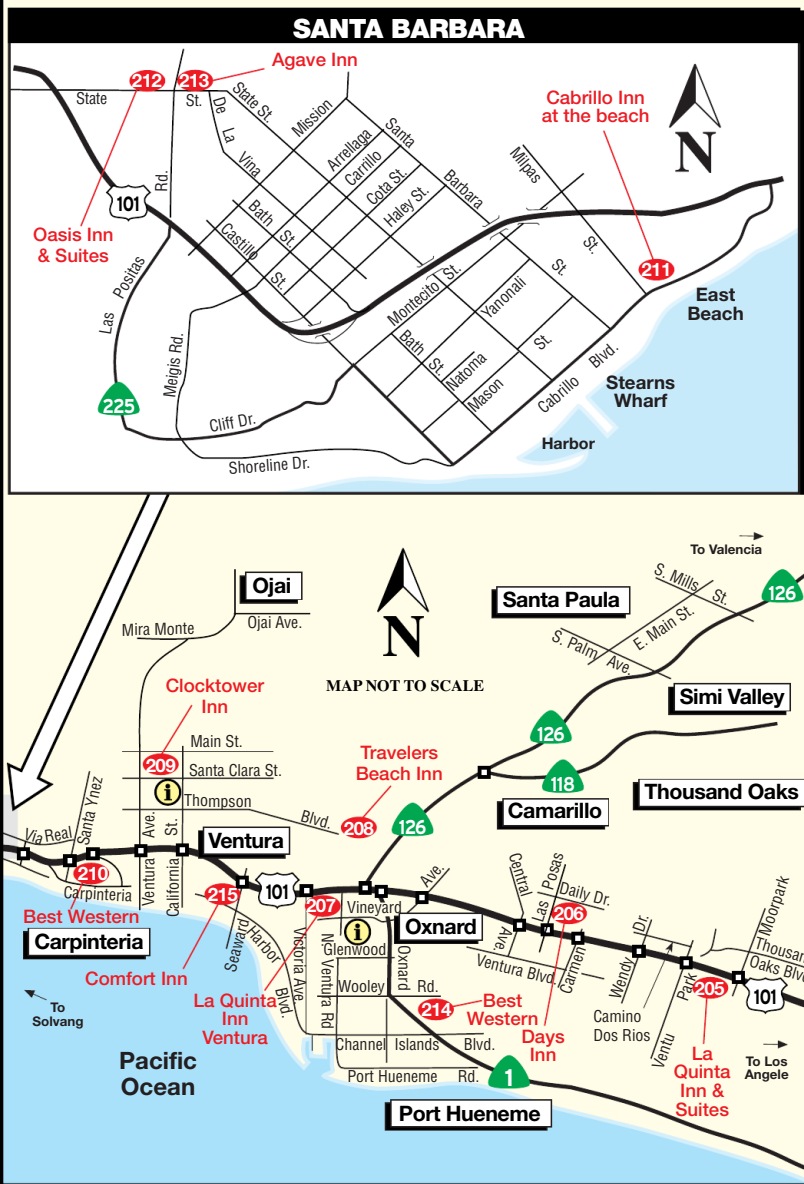 SANTA BARBARA
Agave Inn
212
213
State
St.
State St.
De
La
Vina
Mission
Arrellaga
Carrillo
Cota St.
Haley St.
Santa
Barbara
St.
Milpas
St.
Cabrillo Inn
at the beach
N
101
Rd.
Las Positas
Oasis Inn
& Suites
Bath
St.
Castillo
St.
211
East
Beach
Montecito St.
Yanonali
St.
Bath
St.
Natoma
Mason
Cabrillo Blvd.
Stearns
Wharf
Harbor
Meigis Rd.
225
Cliff Dr.
Shoreline Dr.
To Valencia
Ojai
Ojai Ave.
Mira Monte
N
MAP NOT TO SCALE
Santa Paula
S. Mills St.
E. Main St.
S. Palm Ave.
126
Simi Valley
Clocktower
Inn
Main St.
209
Santa Clara St.
i
Thompson
Blvd.
Travelers
Beach Inn
208
126
126
118
Camarillo
Thousand Oaks
Via Real
Santa Ynez
Ventura Ave.
California St.
Ventura
210
Carpinteria
Best Western
Carpinteria
215
101
207
Vineyard
Ave.
i
Oxnard
Glenwood
Central
Ave.
Las Posas
Daily Dr.
206
Ventura Blvd.
Carmen
Wendy Dr.
Moorpark
Thousan
Oaks Blv
205
101
Ventu Park
Camino
Dos Rios
Comfort Inn
Seaward
Harbor
Blvd.
Victoria Ave.
N. Ventura Rd
Oxnard
Wooley Rd.
La Quinta
Inn
Ventura
214
Best
Western
Days
Inn
La
Quinta
Inn &
Suites
To Los
Angele
To
Solvang
Pacific
Ocean
Channel Islands Blvd.
Port Hueneme Rd.
1
Port Hueneme